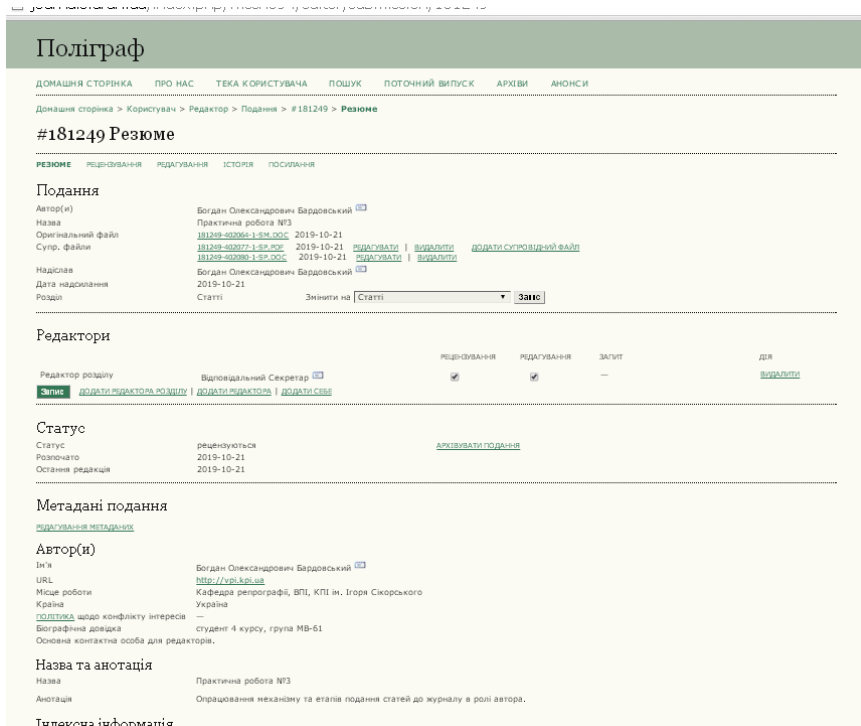 Поліграф
ДОМАШНЯ СТОРІНКА ПРО НАС ТЕКА КОРИСТУВАЧА ПОШУК ПОТОЧНИЙ ВИПУСК АРХІВИ АНОНСИ
Домашня сторінка > Користувач > Редактор > Подання > #181249 > Резюме
#181249 Резюме
РЕЗЮМЕ РЕЦЕНЗУВАННЯ РЕДАГУВАННЯ ІСТОРІЯ ПОСИЛАННЯ
Подання
Автор(и) Богдан Олександрович Бардовський
Назва Практична робота №3
Оригінальний файл 181249-402064-1-SM.DOC 2019-10-21
Супр. файли 181249-402077-1-SP.PDF 2019-10-21 РЕДАГУВАТИ | ВИДАЛИТИ ДОДАТИ СУПРОВІДНИЙ ФАЙЛ
181249-402080-1-SP.DOC 2019-10-21 РЕДАГУВАТИ | ВИДАЛИТИ
Надіслав Богдан Олександрович Бардовський
Дата надсилання 2019-10-21
Розділ Статті Змінити на Статті Запис
Редактори
РЕЦЕНЗУВАННЯ РЕДАГУВАННЯ ЗАПИТ ДІЯ
Редактор розділу Відповідальний Секретар — ВИДАЛИТИ
Запис ДОДАТИ РЕДАКТОРА РОЗДІЛУ | ДОДАТИ РЕДАКТОРА | ДОДАТИ СЕБЕ
Статус
Статус рецензуються АРХІВУВАТИ ПОДАННЯ
Розпочато 2019-10-21
Остання редакція 2019-10-21
Метадані подання
РЕДАГУВАННЯ МЕТАДАНИХ
Автор(и)
Ім'я Богдан Олександрович Бардовський
URL http://vpi.kpi.ua
Місце роботи Кафедра репрографії, ВПІ, КПІ ім. Ігоря Сікорського
Країна Україна
ПОЛІТИКА щодо конфлікту інтересів —
Біографічна довідка студент 4 курсу, група МВ-61
Основна контактна особа для редакторів.
Назва та анотація
Назва Практична робота №3
Анотація Опрацювання механізму та етапів подання статей до журналу в ролі автора.
Індексна інформація